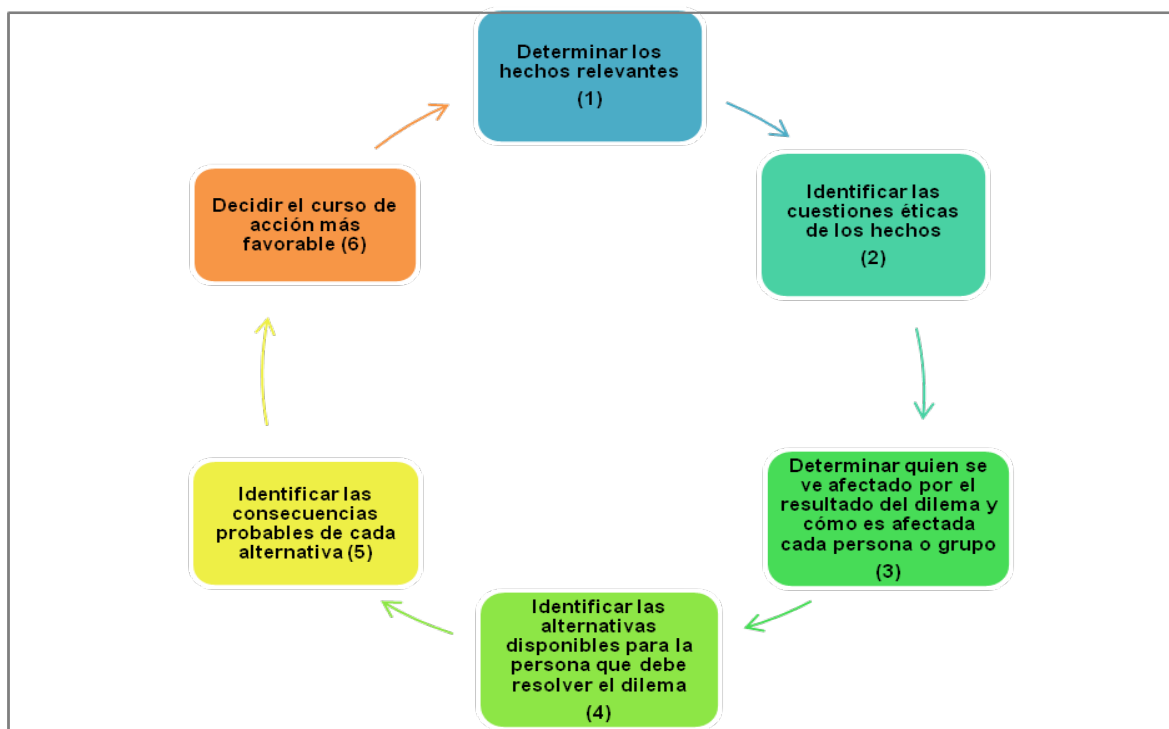 Determinar los
hechos relevantes
(1)
Identificar las
cuestiones éticas
de los hechos
(2)
Determinar quien se
ve afectado por el
resultado del dilema y
cómo es afectada
cada persona o grupo
(3)
Identificar las
alternativas
disponibles para la
persona que debe
resolver el dilema
(4)
Identificar las
consecuencias
probables de cada
alternativa (5)
Decidir el curso de
acción más
favorable (6)